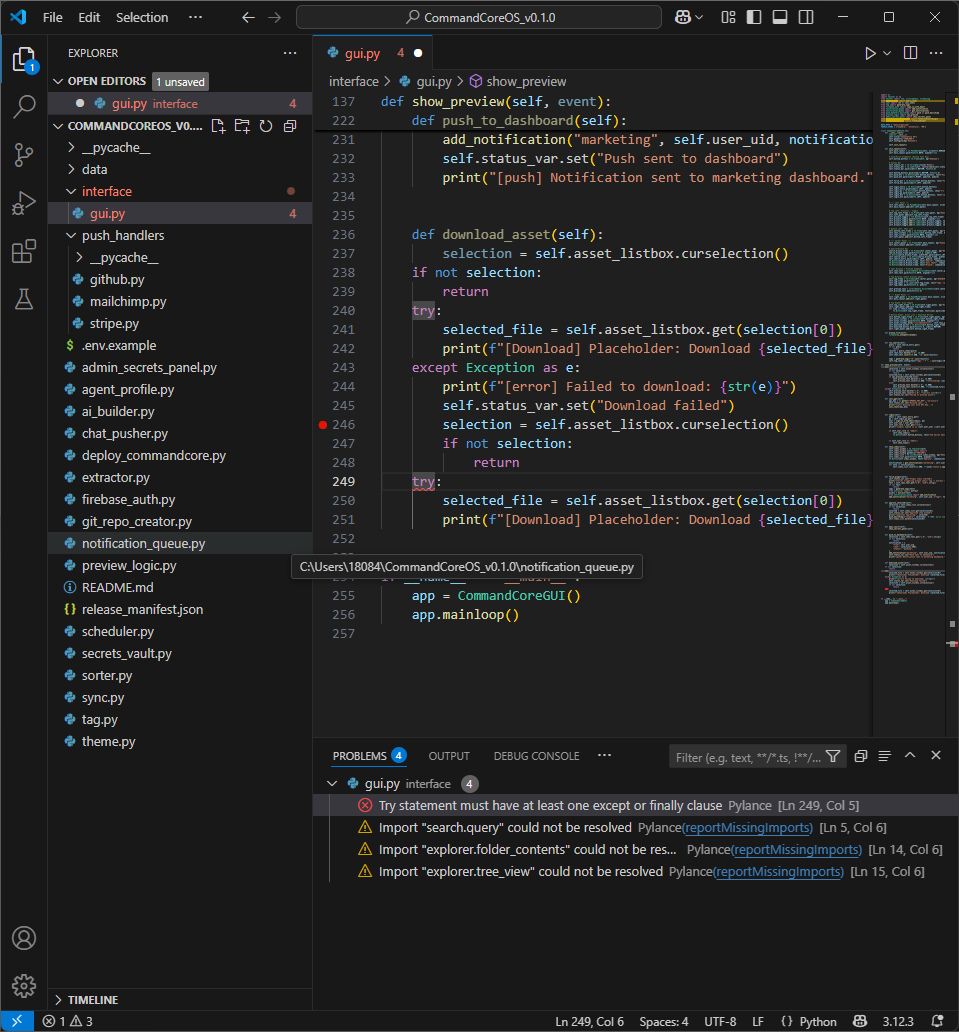 File Edit Selection ··· CommandCoreOS_v0.1.0
EXPLORER ···
OPEN EDITORS 1 unsaved
gui.py interface 4
COMMANDCOREOS_V0....
__pycache__
data
interface
gui.py 4
push_handlers
__pycache__
github.py
mailchimp.py
stripe.py
$ .env.example
admin_secrets_panel.py
agent_profile.py
ai_builder.py
chat_pusher.py
deploy_commandcore.py
extractor.py
firebase_auth.py
git_repo_creator.py
notification_queue.py
preview_logic.py
README.md
{} release_manifest.json
scheduler.py
secrets_vault.py
sorter.py
sync.py
tag.py
theme.py
TIMELINE
1
gui.py 4
interface > gui.py > show_preview
137 def show_preview(self, event):
222 def push_to_dashboard(self):
231 add_notification("marketing", self.user_uid, notification
232 self.status_var.set("Push sent to dashboard")
233 print("[push] Notification sent to marketing dashboard."
234
235
236 def download_asset(self):
237 selection = self.asset_listbox.curselection()
238 if not selection:
239 return
240 try:
241 selected_file = self.asset_listbox.get(selection[0])
242 print(f"[Download] Placeholder: Download {selected_file}
243 except Exception as e:
244 print(f"[error] Failed to download: {str(e)}")
245 self.status_var.set("Download failed")
246 selection = self.asset_listbox.curselection()
247 if not selection:
248 return
249 try:
250 selected_file = self.asset_listbox.get(selection[0])
251 print(f"[Download] Placeholder: Download {selected_file}
252
C:\Users\18084\CommandCoreOS_v0.1.0\notification_queue.py
255 app = CommandCoreGUI()
256 app.mainloop()
257
PROBLEMS 4 OUTPUT DEBUG CONSOLE ··· Filter (e.g. text, **/*.ts, !**/...
gui.py interface 4
Try statement must have at least one except or finally clause Pylance [Ln 249, Col 5]
Import "search.query" could not be resolved Pylance(reportMissingImports) [Ln 5, Col 6]
Import "explorer.folder_contents" could not be res... Pylance(reportMissingImports) [Ln 14, Col 6]
Import "explorer.tree_view" could not be resolved Pylance(reportMissingImports) [Ln 15, Col 6]
1 3 Ln 249, Col 6 Spaces: 4 UTF-8 LF {} Python 3.12.3